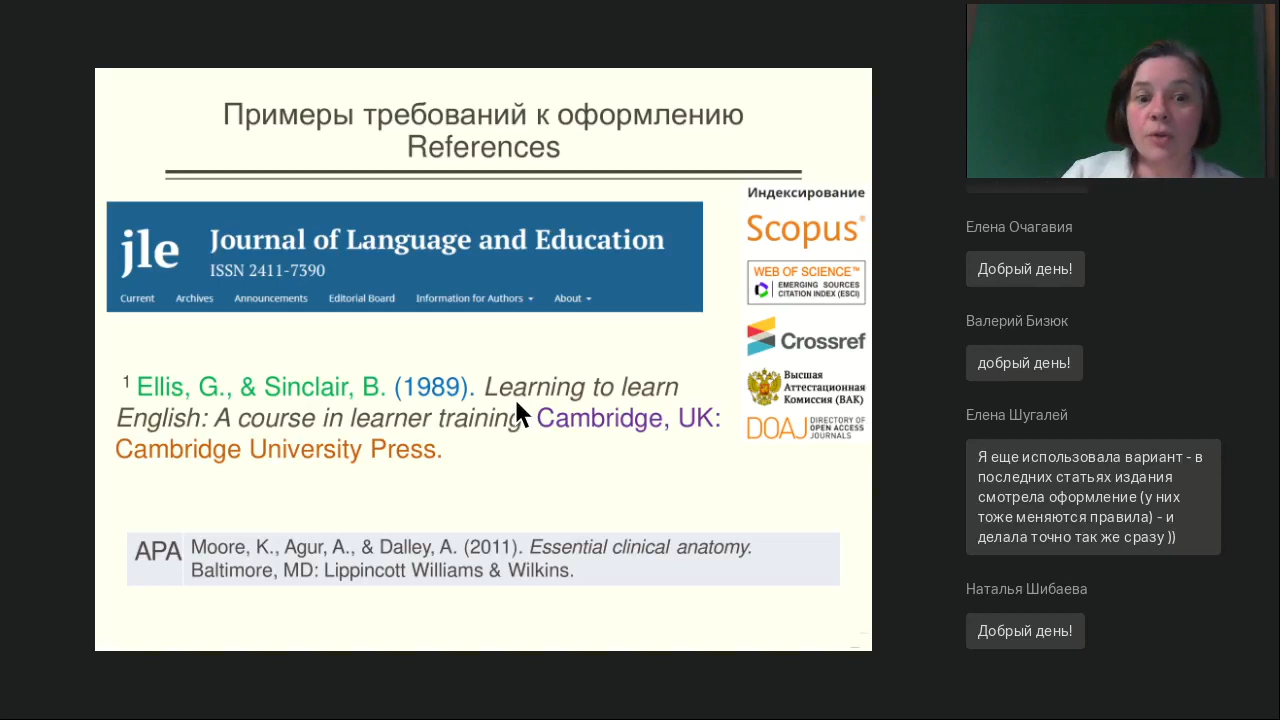 Примеры требований к оформлению
References
jle
Journal of Language and Education
ISSN 2411-7390
Current Archives Announcements Editorial Board Information for Authors About
Индексирование
Scopus®
WEB OF SCIENCE™
EMERGING SOURCES
CITATION INDEX (ESCI)
Crossref
Высшая
Аттестационная
Комиссия (ВАК)
DOAJ DIRECTORY OF
OPEN ACCESS
JOURNALS
1 Ellis, G., & Sinclair, B. (1989). Learning to learn
English: A course in learner training. Cambridge, UK:
Cambridge University Press.
APA
Moore, K., Agur, A., & Dalley, A. (2011). Essential clinical anatomy.
Baltimore, MD: Lippincott Williams & Wilkins.
Елена Очагавия
Добрый день!
Валерий Бизюк
добрый день!
Елена Шугалей
Я еще использовала вариант - в
последних статьях издания
смотрела оформление (у них
тоже меняются правила) - и
делала точно так же сразу ))
Наталья Шибаева
Добрый день!